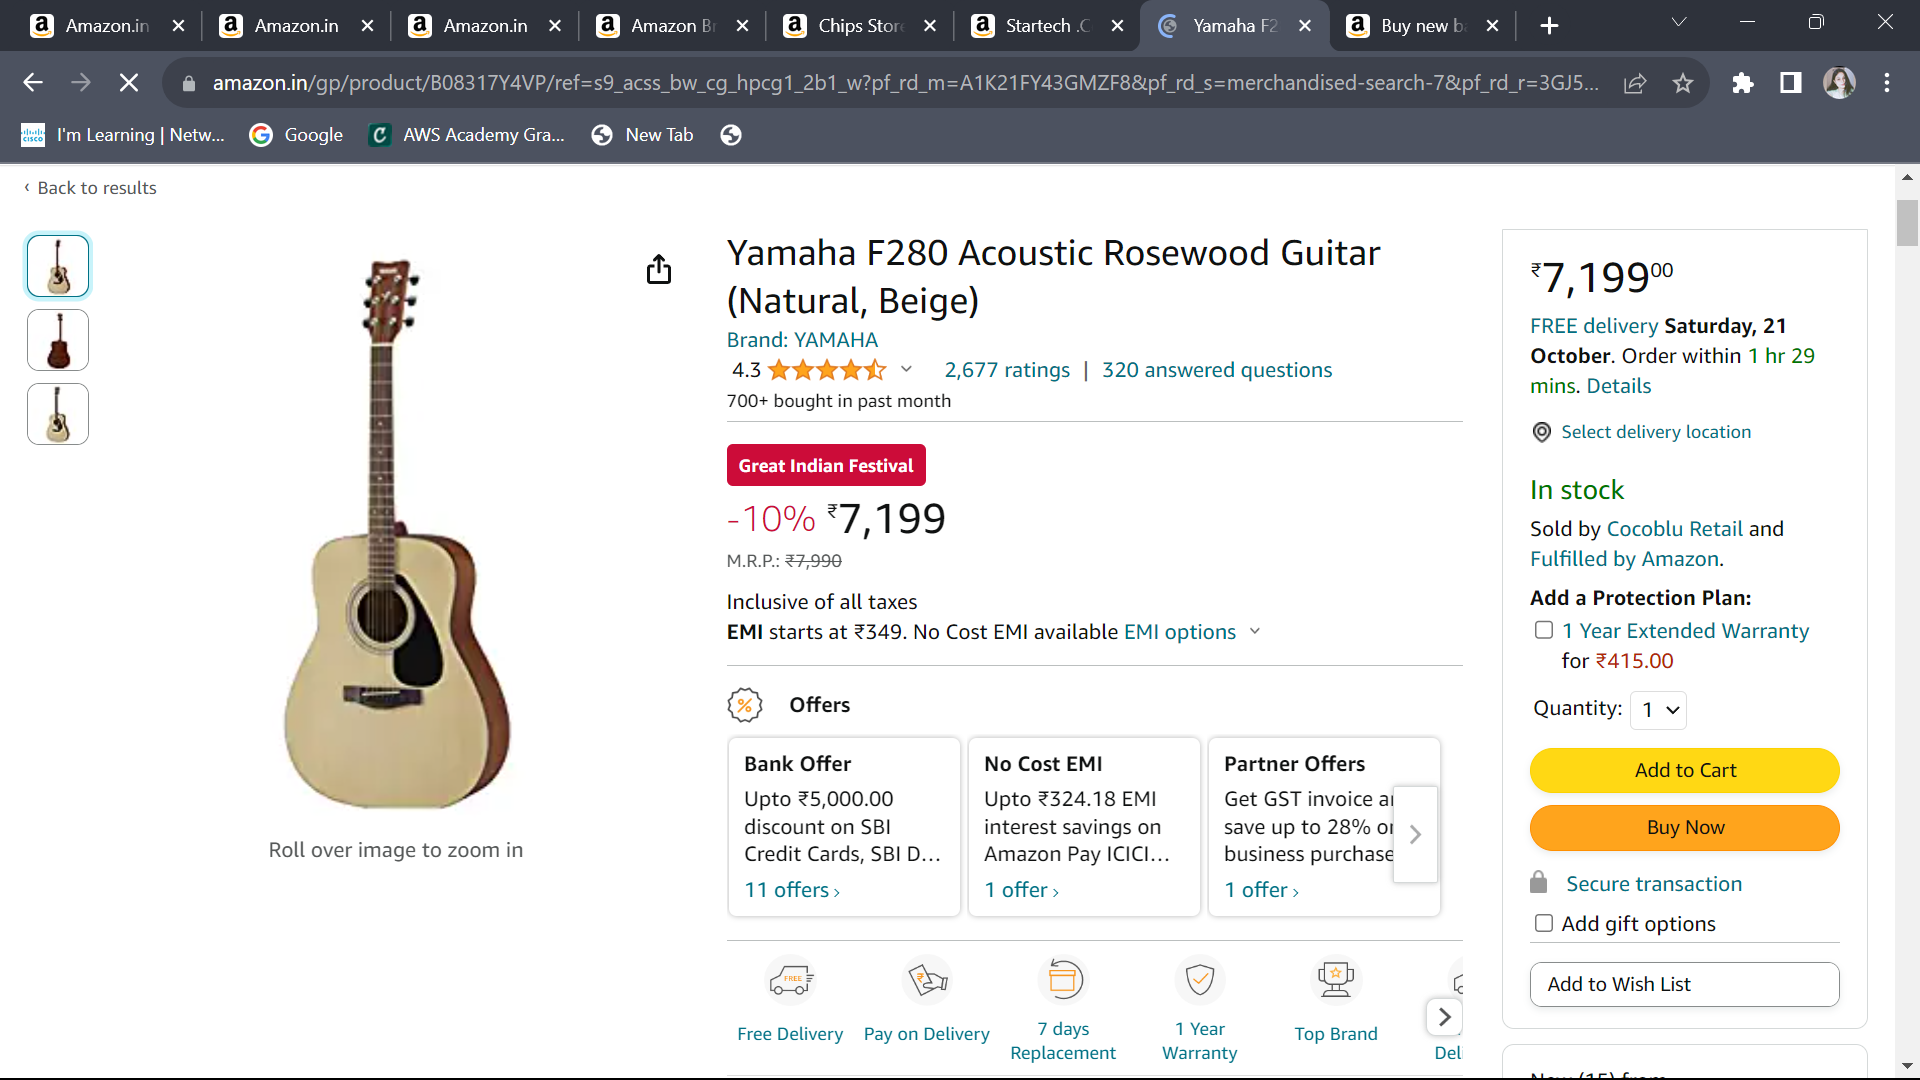 Amazon.in
Amazon.in
Amazon.in
Amazon Br
Chips Store
Startech .C
Yamaha F2
Buy new ba
amazon.in/gp/product/B08317Y4VP/ref=s9_acss_bw_cg_hpcg1_2b1_w?pf_rd_m=A1K21FY43GMZF8&pf_rd_s=merchandised-search-7&pf_rd_r=3GJ5...
I'm Learning | Netw...
Google
AWS Academy Gra...
New Tab
‹ Back to results
Yamaha F280 Acoustic Rosewood Guitar
(Natural, Beige)
Brand: YAMAHA
4.3
2,677 ratings | 320 answered questions
700+ bought in past month
Great Indian Festival
-10% ₹7,199
M.R.P.: ₹7,990
Inclusive of all taxes
EMI starts at ₹349. No Cost EMI available EMI options
Roll over image to zoom in
Offers
Bank Offer
Upto ₹5,000.00
discount on SBI
Credit Cards, SBI D...
11 offers ›
No Cost EMI
Upto ₹324.18 EMI
interest savings on
Amazon Pay ICICI...
1 offer ›
Partner Offers
Get GST invoice a
save up to 28% o
business purchase
1 offer ›
FREE
Free Delivery
Pay on Delivery
7 days
Replacement
1 Year
Warranty
Top Brand
Deli
₹7,19900
FREE delivery Saturday, 21
October. Order within 1 hr 29
mins. Details
Select delivery location
In stock
Sold by Cocoblu Retail and
Fulfilled by Amazon.
Add a Protection Plan:
1 Year Extended Warranty
for ₹415.00
Quantity: 1
Add to Cart
Buy Now
Secure transaction
Add gift options
Add to Wish List